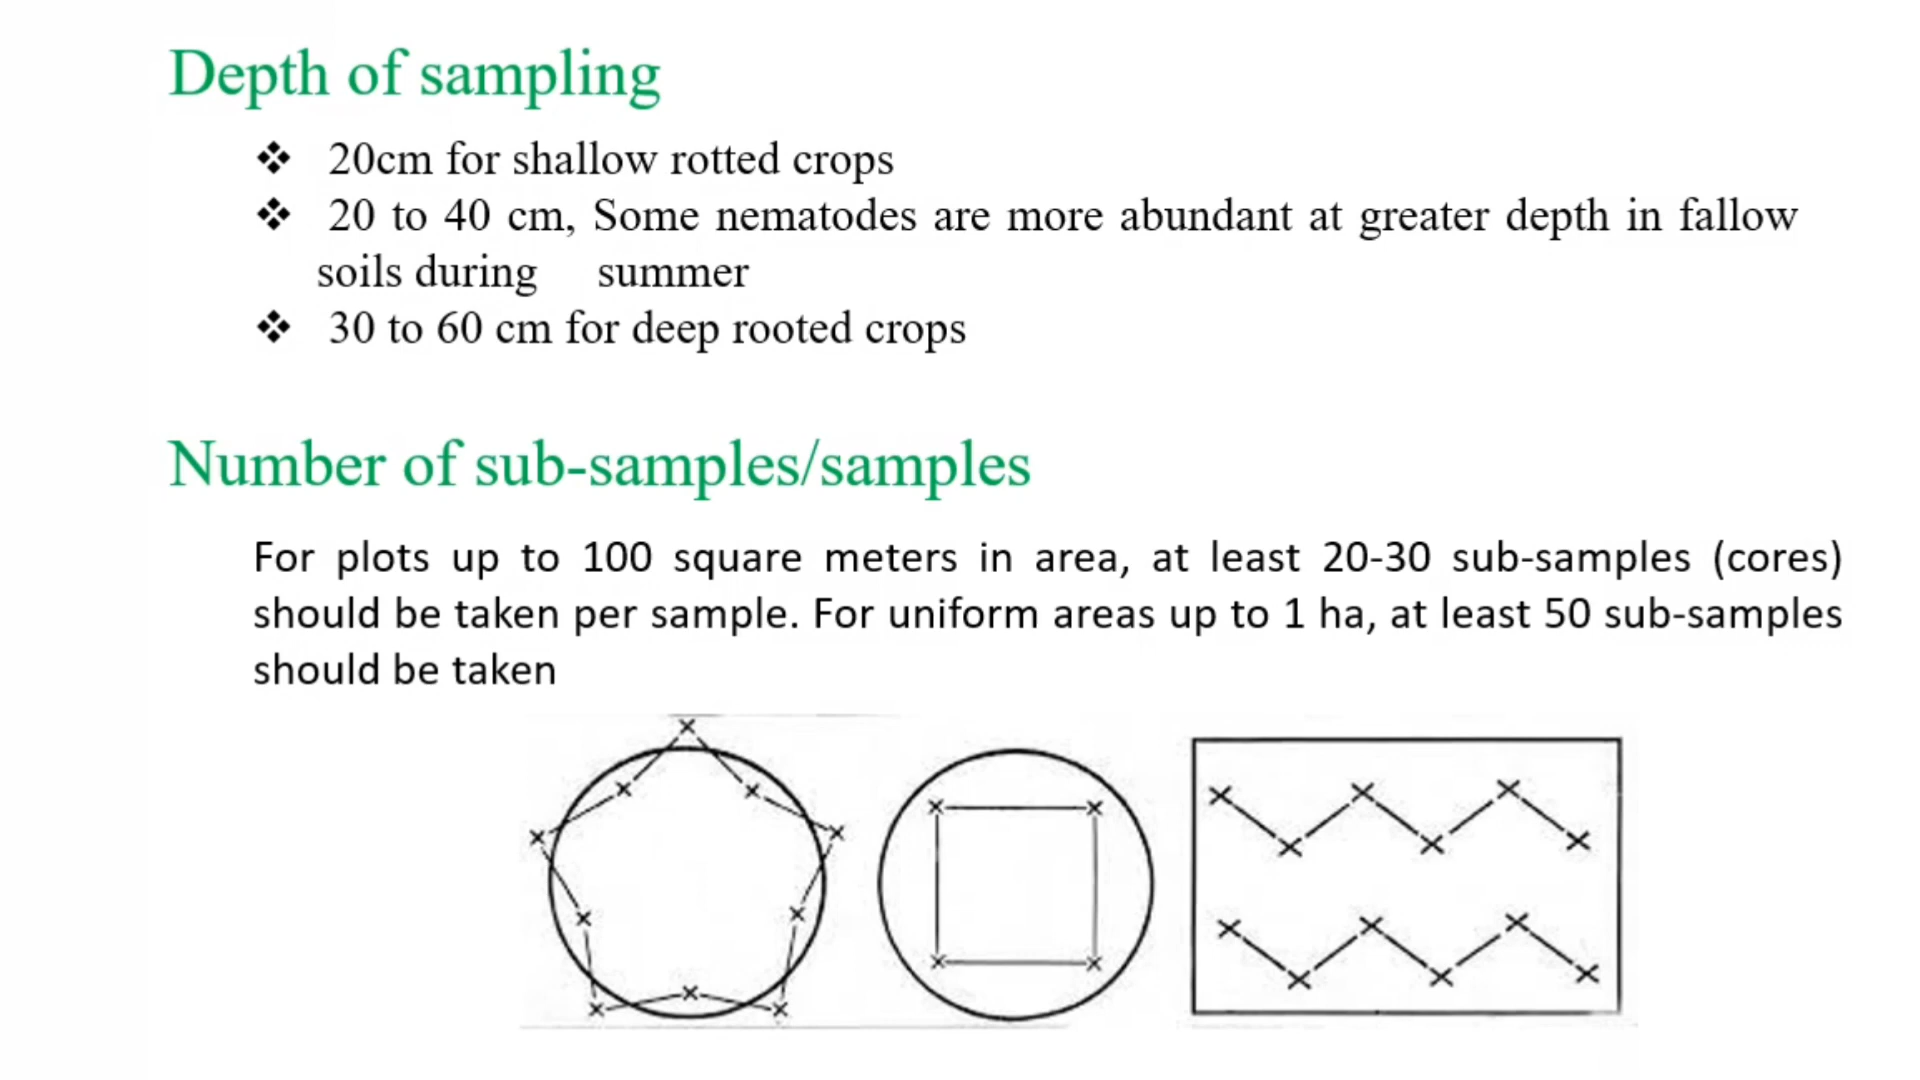 Depth of sampling
❖ 20cm for shallow rotted crops
❖ 20 to 40 cm, Some nematodes are more abundant at greater depth in fallow
soils during summer
❖ 30 to 60 cm for deep rooted crops
Number of sub-samples/samples
For plots up to 100 square meters in area, at least 20-30 sub-samples (cores)
should be taken per sample. For uniform areas up to 1 ha, at least 50 sub-samples
should be taken